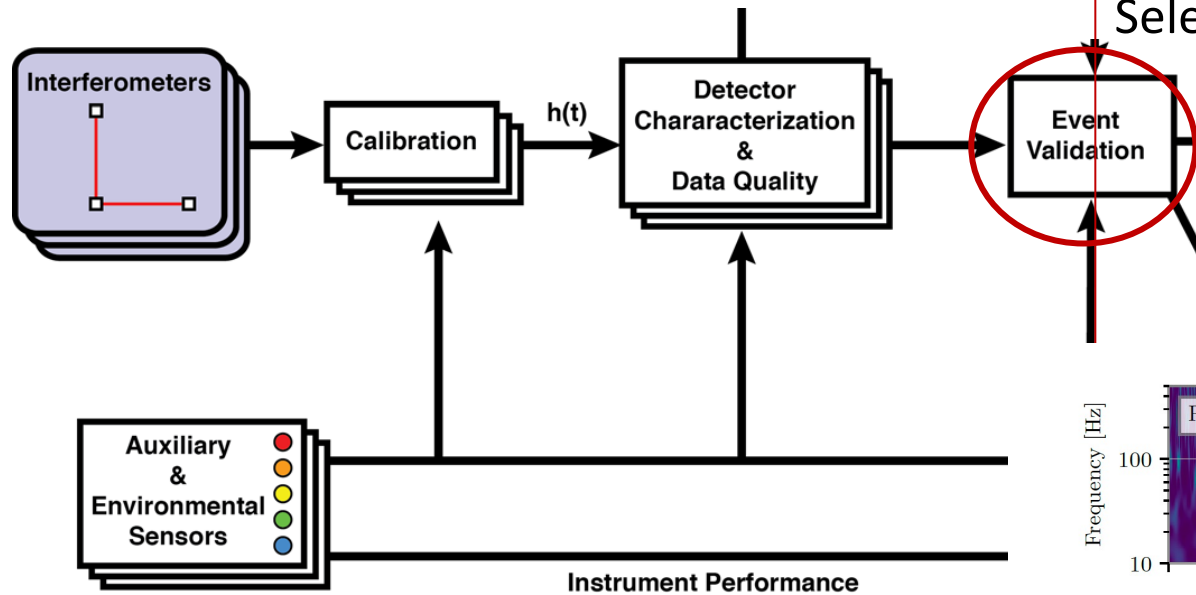 Sele
Interferometers
Calibration
h(t)
Detector
Chararacterization
&
Data Quality
Event
Validation
Auxiliary
&
Environmental
Sensors
Instrument Performance
Frequency [Hz]
100
10